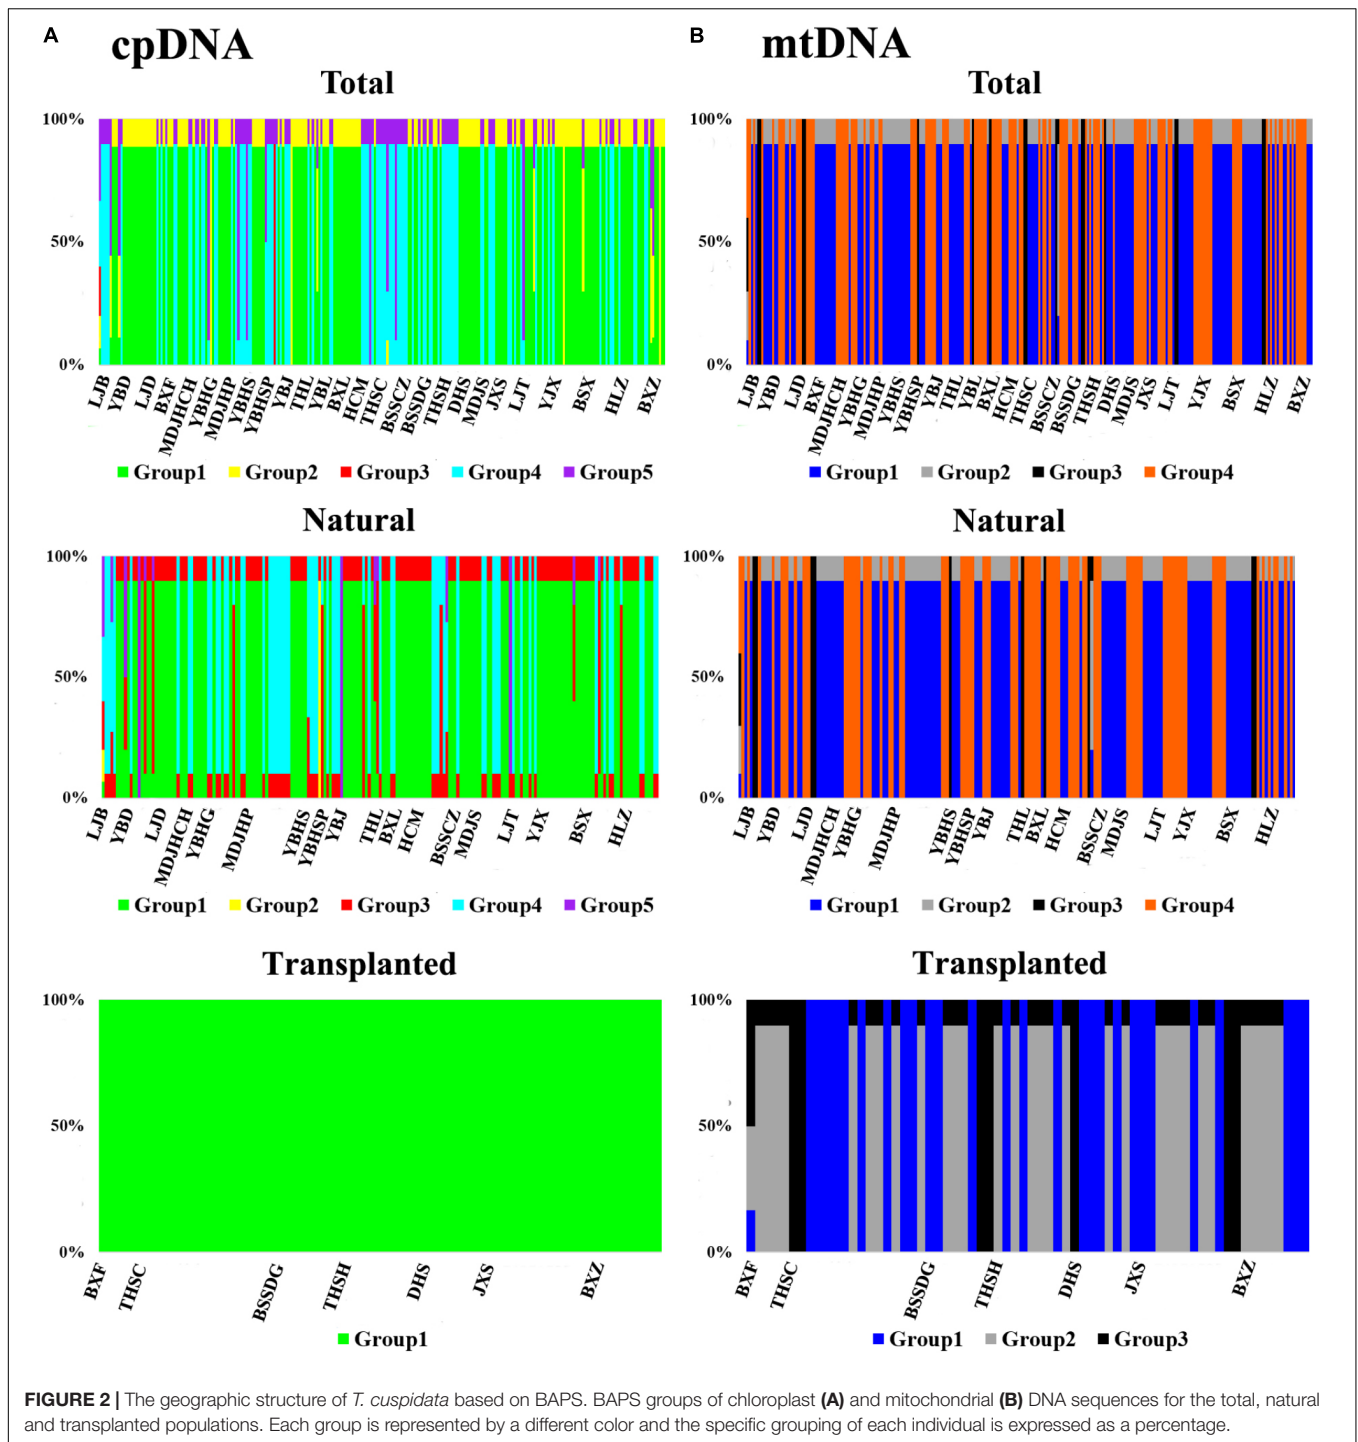 A cpDNA
Total
100%
50%
0%
LJB YBD LJD BXF MDJHCH YBHG MDJHP YBHS YBHSP YBJ THL YBL BXL HCM THSC BSSCZ BSSDG THSH DHS MDJS JXS LJT YJX BSX HLZ BXZ
Group1 Group2 Group3 Group4 Group5
Natural
100%
50%
0%
LJB YBD LJD MDJHCH YBHG MDJHP YBHS YBHSP YBJ THL BXL HCM BSSCZ MDJS LJT YJX BSX HLZ
Group1 Group2 Group3 Group4 Group5
Transplanted
100%
50%
0%
BXF THSC BSSDG THSH DHS JXS BXZ
Group1
B mtDNA
Total
100%
50%
0%
LJB YBD LJD BXF MDJHCH YBHG MDJHP YBHS YBHSP YBJ THL YBL BXL HCM THSC BSSCZ BSSDG THSH DHS MDJS JXS LJT YJX BSX HLZ BXZ
Group1 Group2 Group3 Group4
Natural
100%
50%
0%
LJB YBD LJD MDJHCH YBHG MDJHP YBHS YBHSP YBJ THL BXL HCM BSSCZ MDJS LJT YJX BSX HLZ
Group1 Group2 Group3 Group4
Transplanted
100%
50%
0%
BXF THSC BSSDG THSH DHS JXS BXZ
Group1 Group2 Group3
FIGURE 2 | The geographic structure of T. cuspidata based on BAPS. BAPS groups of chloroplast (A) and mitochondrial (B) DNA sequences for the total, natural
and transplanted populations. Each group is represented by a different color and the specific grouping of each individual is expressed as a percentage.